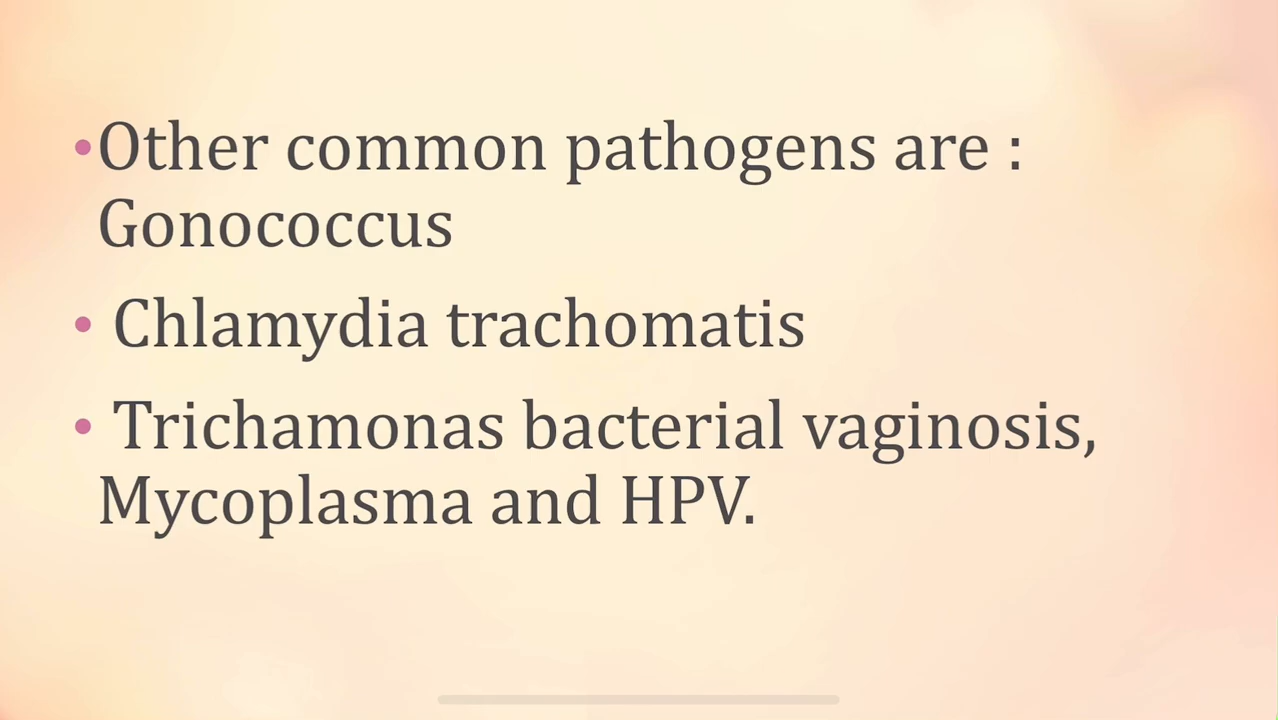 •Other common pathogens are :
Gonococcus
• Chlamydia trachomatis
• Trichamonas bacterial vaginosis,
Mycoplasma and HPV.